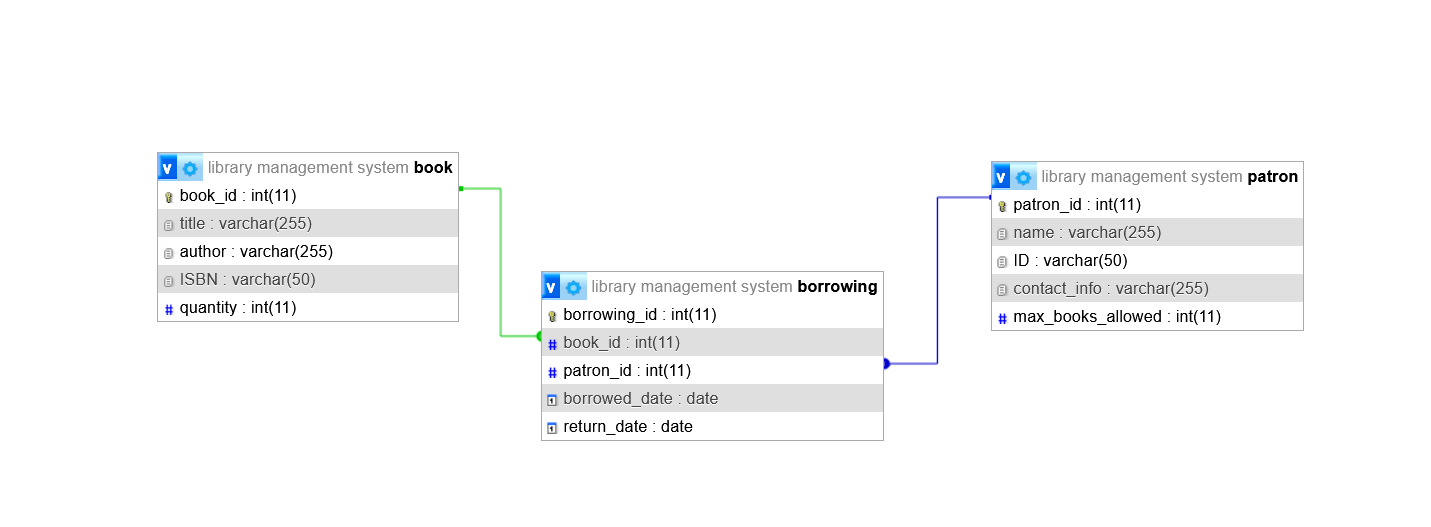 v library management system book
book_id : int(11)
title : varchar(255)
author : varchar(255)
ISBN : varchar(50)
# quantity : int(11)
v library management system borrowing
borrowing_id : int(11)
# book_id : int(11)
# patron_id : int(11)
1 borrowed_date : date
1 return_date : date
v library management system patron
patron_id : int(11)
name : varchar(255)
ID : varchar(50)
contact_info : varchar(255)
# max_books_allowed : int(11)